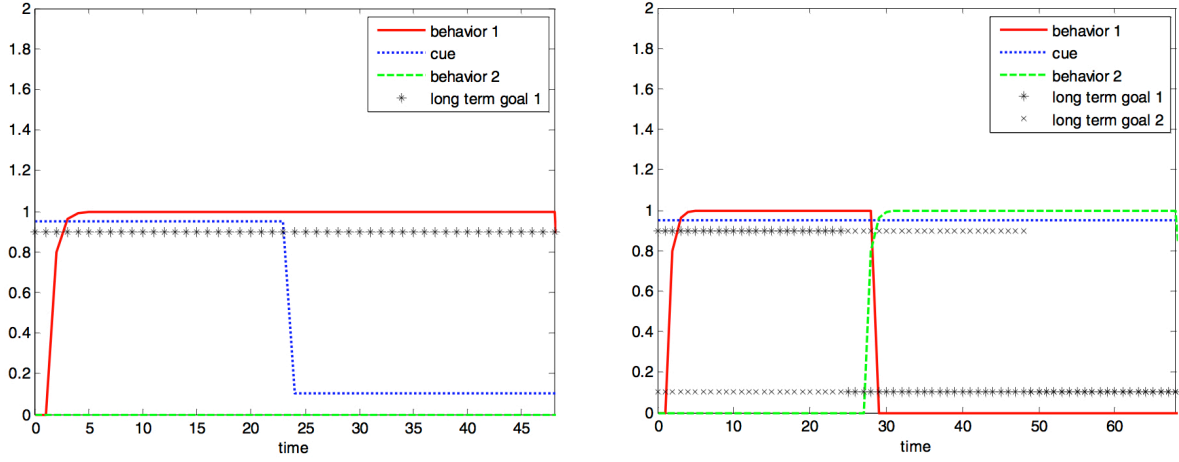 2
1.8
1.6
1.4
1.2
1
0.8
0.6
0.4
0.2
0
0 5 10 15 20 25 30 35 40 45
time
behavior 1
cue
behavior 2
long term goal 1
2
1.8
1.6
1.4
1.2
1
0.8
0.6
0.4
0.2
0
0 10 20 30 40 50 60
time
behavior 1
cue
behavior 2
long term goal 1
long term goal 2